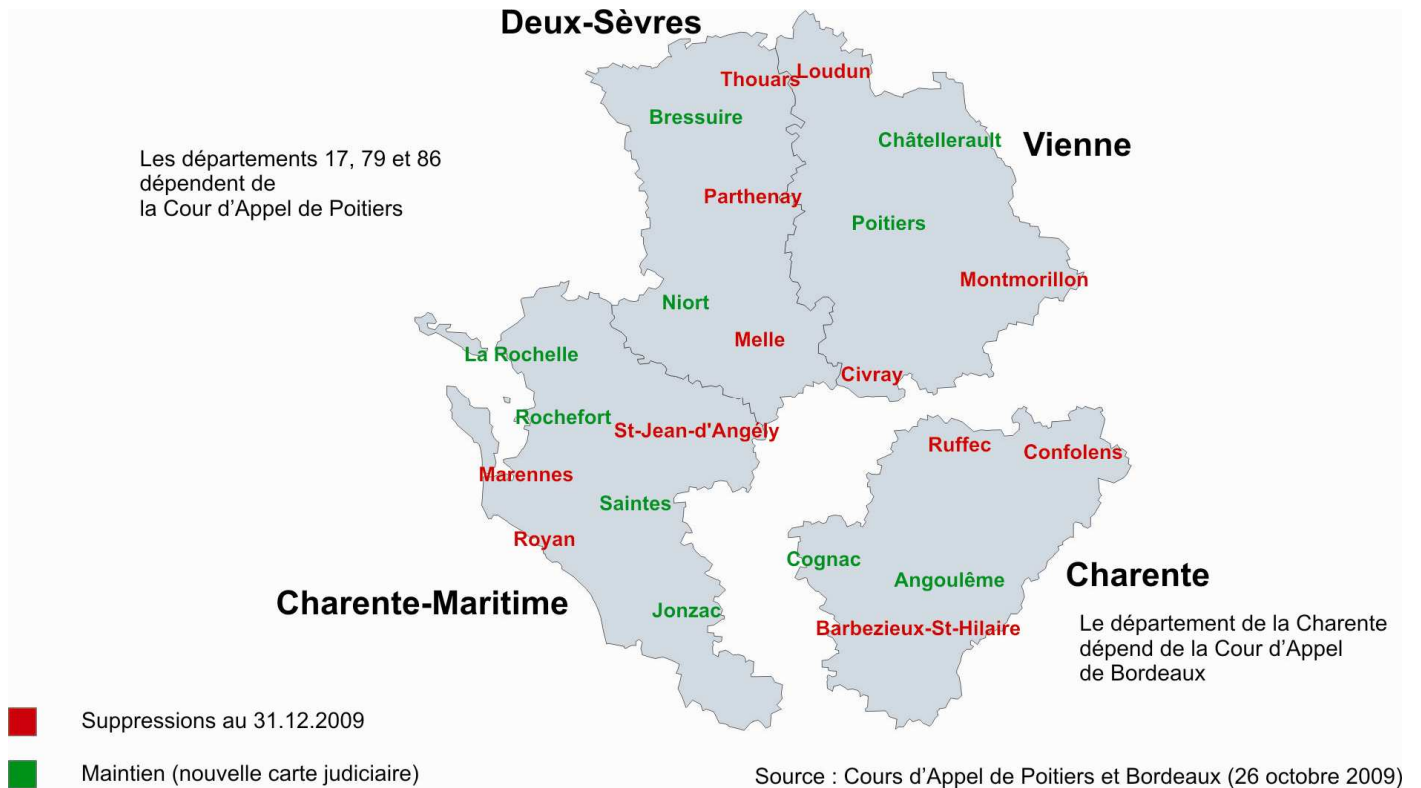 Deux-Sèvres
Thouars
Loudun
Bressuire
Châtellerault
Vienne
Les départements 17, 79 et 86
dépendent de
la Cour d'Appel de Poitiers
Parthenay
Poitiers
Montmorillon
Niort
Melle
La Rochelle
Civray
Rochefort
St-Jean-d'Angély
Ruffec
Confolens
Marennes
Saintes
Royan
Cognac
Angoulême
Charente
Charente-Maritime
Jonzac
Barbezieux-St-Hilaire
Le département de la Charente
dépend de la Cour d'Appel
de Bordeaux
Suppressions au 31.12.2009
Maintien (nouvelle carte judiciaire)
Source : Cours d'Appel de Poitiers et Bordeaux (26 octobre 2009)